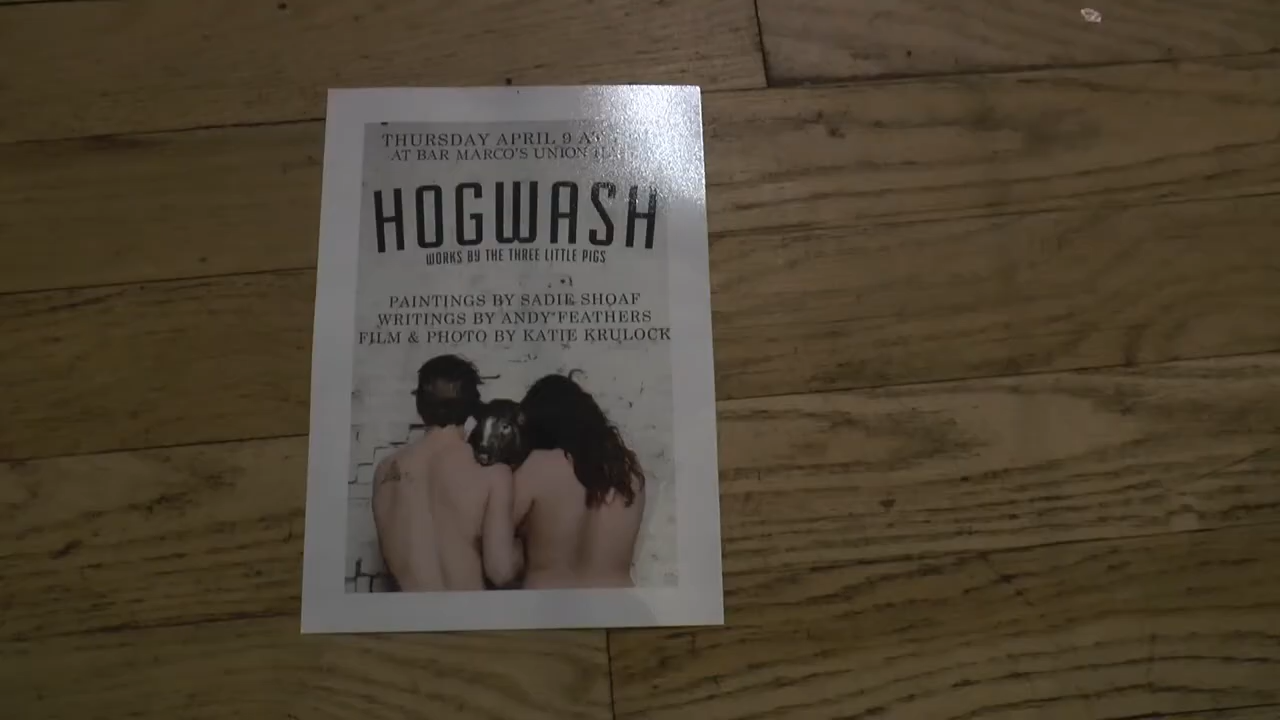 THURSDAY APRIL 9
AT BAR MARCO'S UNION
HOGWASH
WORKS BY THE THREE LITTLE PIGS
PAINTINGS BY SADIE SHOAF
WRITINGS BY ANDY FEATHERS
FILM & PHOTO BY KATIE KRULOCK